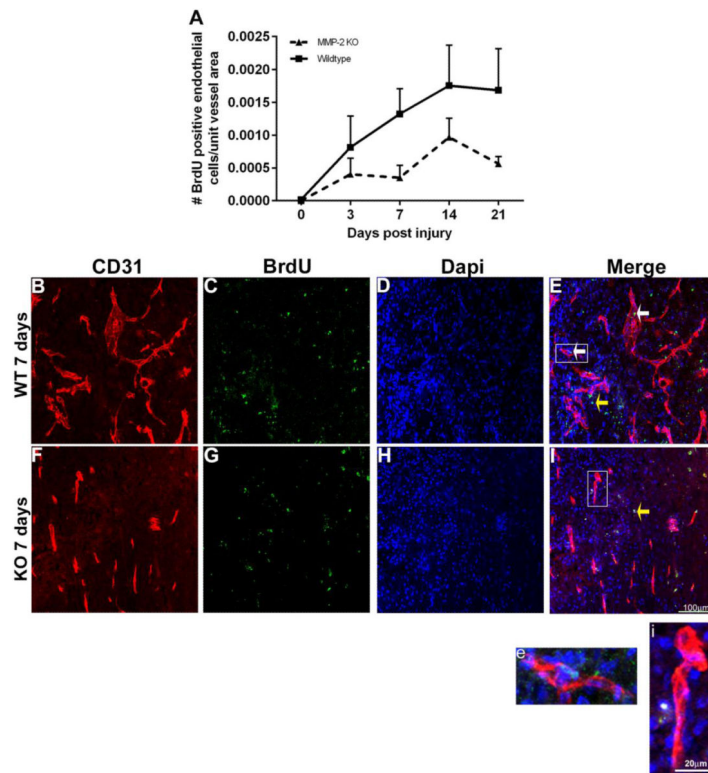 A
# BrdU positive endothelial
cells/unit vessel area
0.0025
0.0020
0.0015
0.0010
0.0005
0.0000
MMP-2 KO
Wildtype
0 3 7 14 21
Days post injury
CD31 BrdU Dapi Merge
WT 7 days
B C D E
KO 7 days
F G H I
100µm
e i
20µm